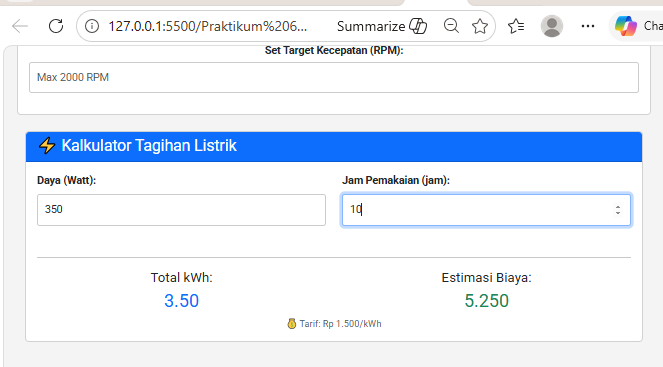 127.0.0.1:5500/Praktikum%206...
Summarize
Cha
Set Target Kecepatan (RPM):
Max 2000 RPM
⚡ Kalkulator Tagihan Listrik
Daya (Watt): Jam Pemakaian (jam):
350 10
Total kWh: Estimasi Biaya:
3.50 5.250
💰 Tarif: Rp 1.500/kWh